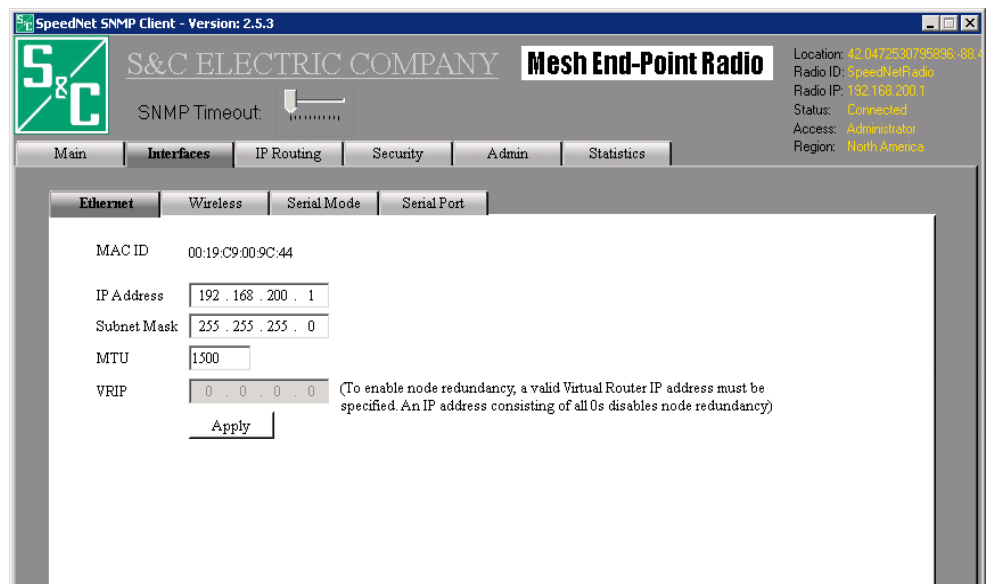 SpeedNet SNMP Client - Version: 2.5.3
S&C
S&C ELECTRIC COMPANY
Mesh End-Point Radio
SNMP Timeout:
Location: 42.0472530795896:-88.4
Radio ID: SpeedNetRadio
Radio IP: 192.168.200.1
Status: Connected
Access: Administrator
Region: North America
Main Interfaces IP Routing Security Admin Statistics
Ethernet Wireless Serial Mode Serial Port
MAC ID 00:19:C9:00:9C:44
IP Address 192 . 168 . 200 . 1
Subnet Mask 255 . 255 . 255 . 0
MTU 1500
VRIP 0 . 0 . 0 . 0 (To enable node redundancy, a valid Virtual Router IP address must be
specified. An IP address consisting of all 0s disables node redundancy)
Apply